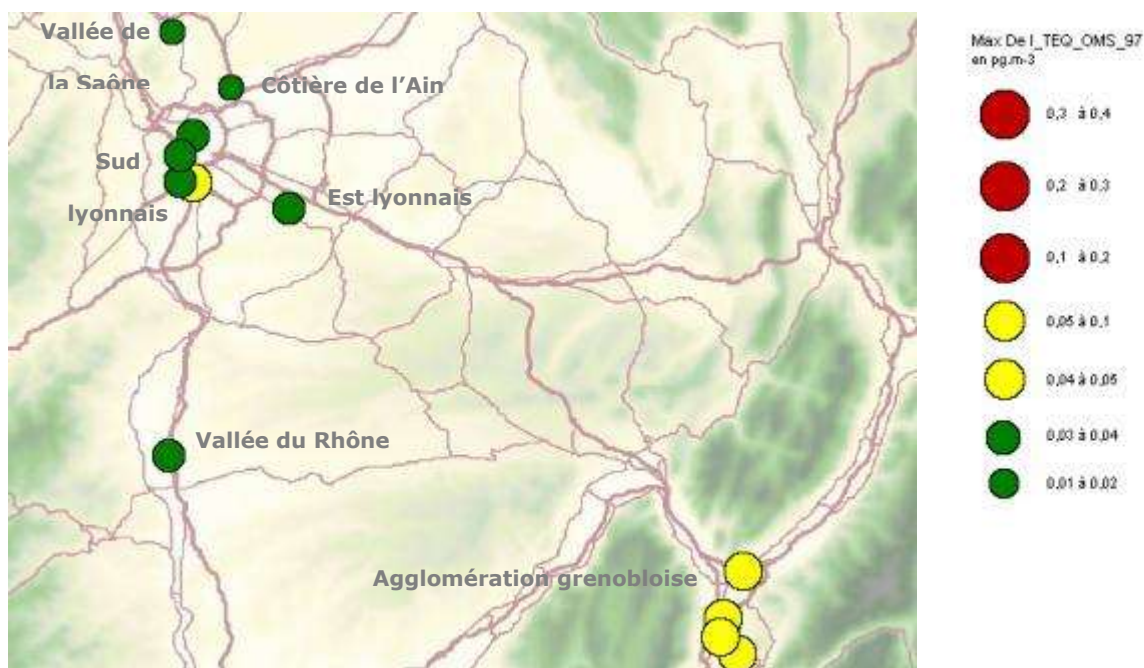 Vallée de
la Saône
Côtière de l'Ain
Sud
lyonnais
Est lyonnais
Vallée du Rhône
Agglomération grenobloise
Max De I_TEQ_OMS_97
en pg.m-3
0,3 à 0,4
0,2 à 0,3
0,1 à 0,2
0,05 à 0,1
0,04 à 0,05
0,03 à 0,04
0,01 à 0,02